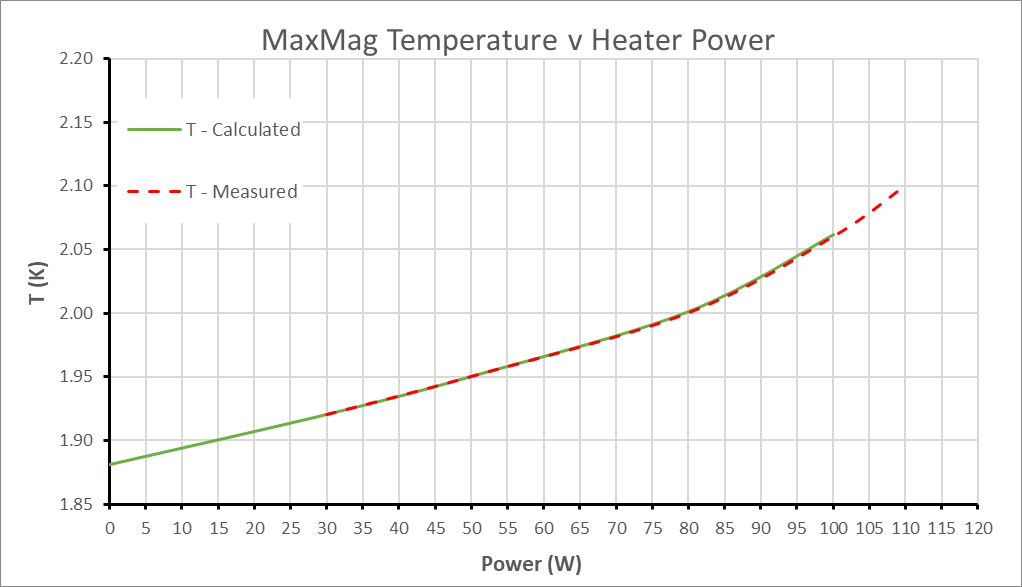 MaxMag Temperature v Heater Power
2.20
2.15
2.10
2.05
2.00
1.95
1.90
1.85
T (K)
T - Calculated
T - Measured
0 5 10 15 20 25 30 35 40 45 50 55 60 65 70 75 80 85 90 95 100 105 110 115 120
Power (W)